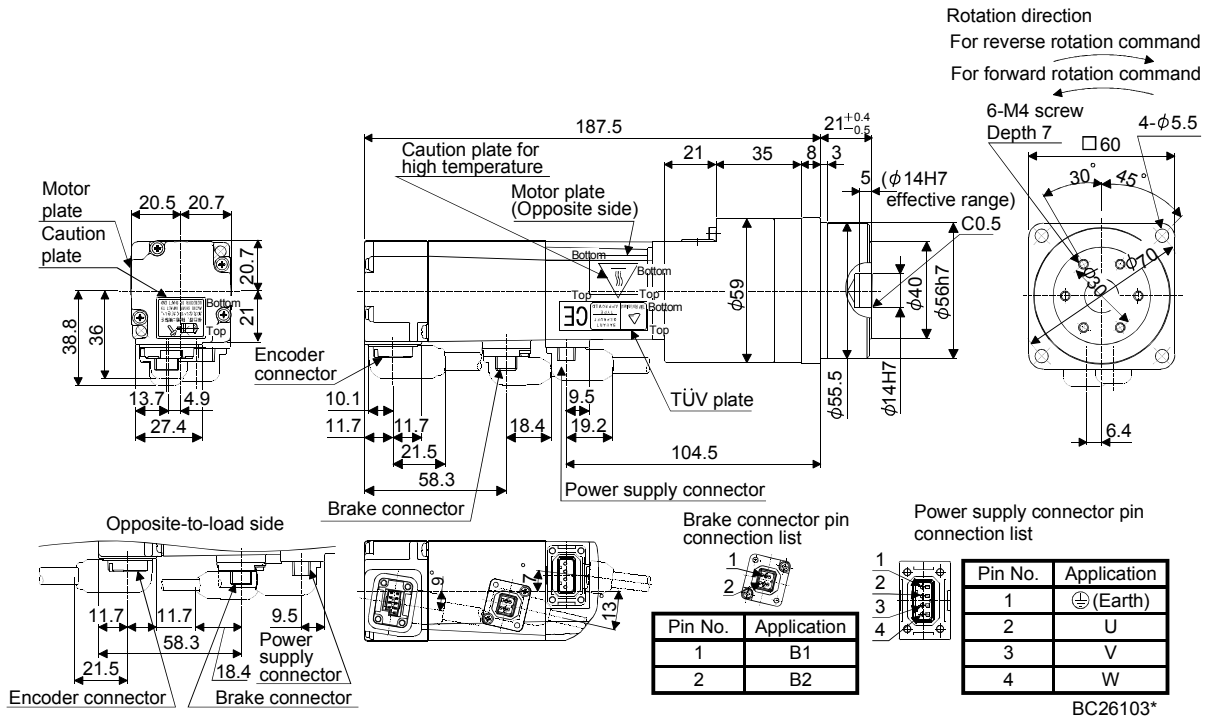 Rotation direction
For reverse rotation command
For forward rotation command
6-M4 screw
Depth 7
4-ϕ5.5
□60
30°
45°
ϕ70
ϕ30
6.4
187.5
21 +0.4 -0.5
21
35
8
3
5
(ϕ14H7
effective range)
C0.5
Caution plate for
high temperature
Motor plate
(Opposite side)
Bottom
Bottom
Top
Top
Bottom
Top
CE
ϕ59
ϕ55.5
ϕ14H7
ϕ40
ϕ56h7
TÜV plate
Motor
plate
Caution
plate
20.5
20.7
20.7
21
Bottom
Top
38.8
36
13.7
4.9
27.4
Encoder
connector
10.1
11.7
11.7
21.5
58.3
18.4
9.5
19.2
104.5
Brake connector
Power supply connector
Opposite-to-load side
11.7
11.7
58.3
21.5
18.4
9.5
Power
supply
connector
Encoder connector
Brake connector
9
7
13
Brake connector pin
connection list
1
2
Pin No. Application
1 B1
2 B2
Power supply connector pin
connection list
1
2
3
4
Pin No. Application
1 ⏚ (Earth)
2 U
3 V
4 W
BC26103*